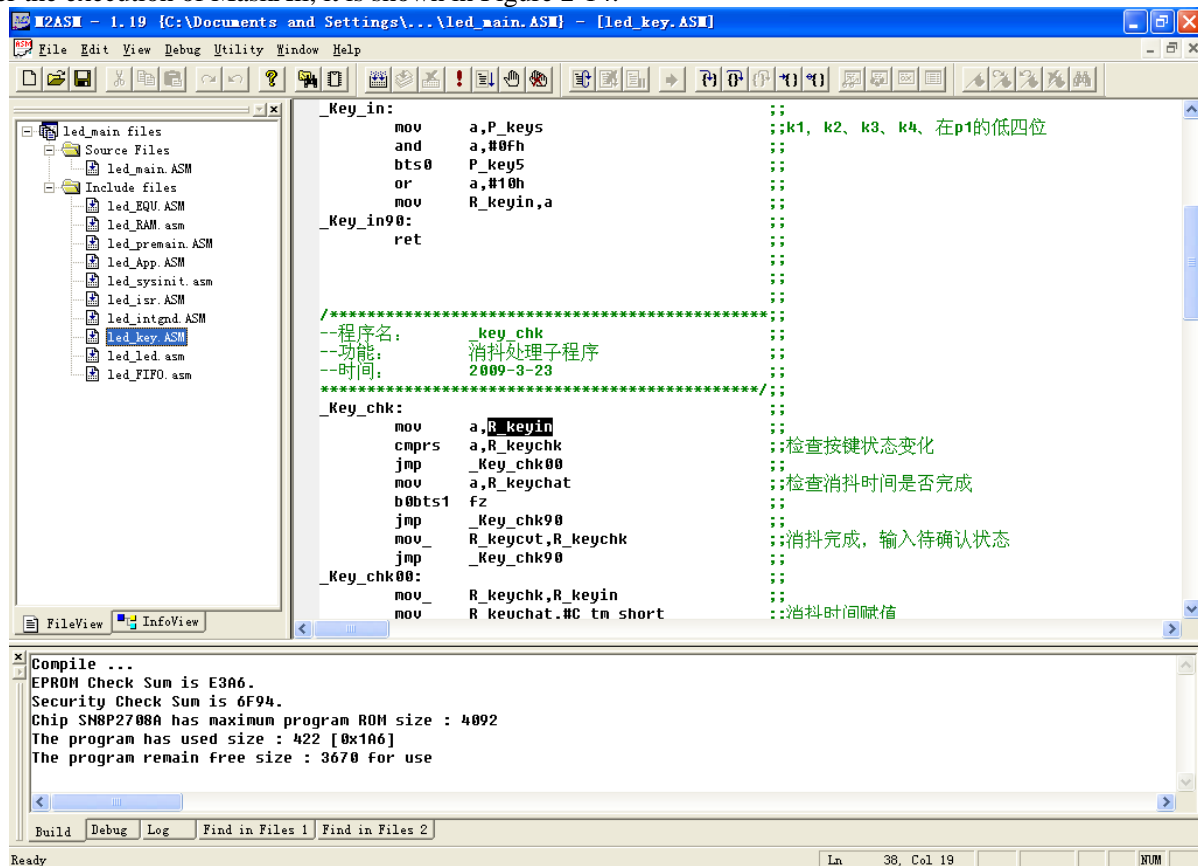 M2ASM - 1.19 {C:\Documents and Settings\...\led_main.ASM} - [led_key.ASM]
File Edit View Debug Utility Window Help
led_main files
Source Files
led_main.ASM
Include files
led_EQU.ASM
led_RAM.asm
led_premain.ASM
led_App.ASM
led_sysinit.asm
led_isr.ASM
led_intgnd.ASM
led_key.ASM
led_led.asm
led_FIFO.asm
FileView InfoView
_Key_in: ;;
mov a,P_keys ;;k1, k2、k3、k4、在p1的低四位
and a,#0Fh ;;
bts0 P_key5 ;;
or a,#10h ;;
mov R_keyin,a ;;
_Key_in90: ;;
ret ;;
;;
;;
;;
/***********************************************;;
--程序名: _key_chk ;;
--功能: 消抖处理子程序 ;;
--时间: 2009-3-23 ;;
***********************************************/;;
_Key_chk: ;;
mov a,R_keyin ;;
cmprs a,R_keychk ;;检查按键状态变化
jmp _Key_chk00 ;;
mov a,R_keychat ;;检查消抖时间是否完成
b0bts1 fz ;;
jmp _Key_chk90 ;;
mov_ R_keycvt,R_keychk ;;消抖完成, 输入待确认状态
jmp _Key_chk90 ;;
_Key_chk00: ;;
mov_ R_keychk,R_keyin ;;
mov R_keychat,#C_tm_short ;;消抖时间赋值
Compile ...
EPROM Check Sum is E3A6.
Security Check Sum is 6F94.
Chip SN8P2708A has maximum program ROM size : 4092
The program has used size : 422 [0x1A6]
The program remain free size : 3670 for use
Build Debug Log Find in Files 1 Find in Files 2
Ready Ln 38, Col 19 NUM